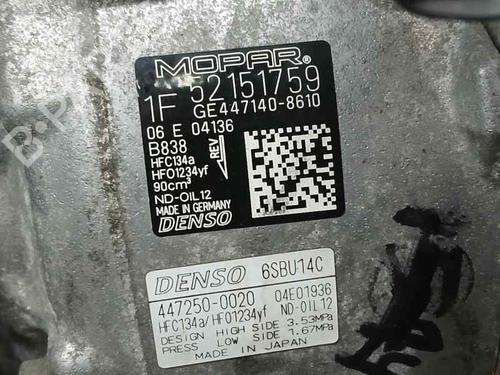 MOPAR®
1F 52151759
GE447140-8610
06 E 04136
B838
REV
HFC134a
HFO1234yf
90cm³
ND-OIL12
MADE IN GERMANY
DENSO
DENSO 6SBU14C
447250-0020 04E01936
HFC134a/HFO1234yf ND-OIL12
DESIGN HIGH SIDE 3.53MPa
PRESS LOW SIDE 1.67MPa
MADE IN JAPAN